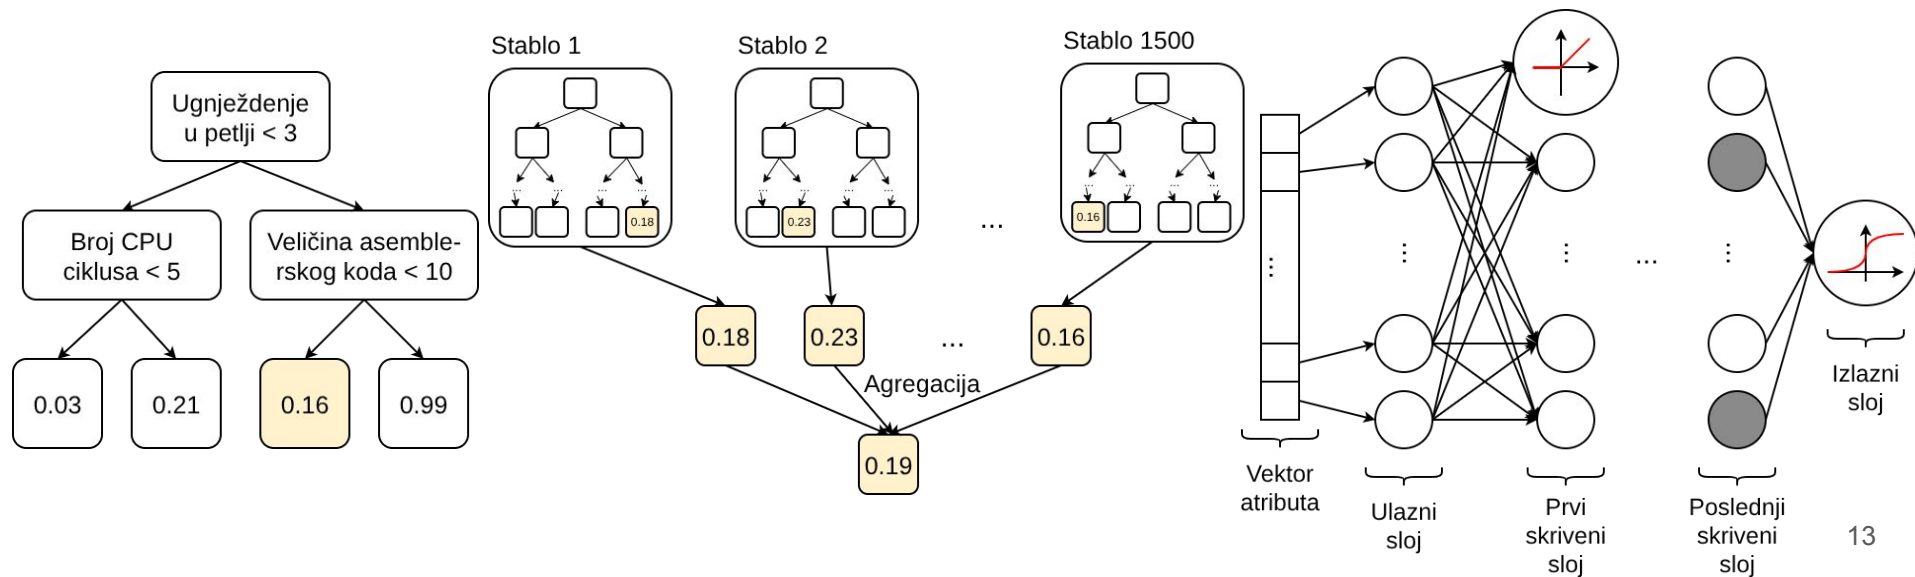 Ugnježdenje
u petlji < 3
Broj CPU
ciklusa < 5
Veličina asemble-
rskog koda < 10
0.03
0.21
0.16
0.99
Stablo 1
Stablo 2
Stablo 1500
...
...
...
...
...
...
...
...
...
...
...
...
0.18
0.23
...
0.16
0.18
0.23
...
0.16
Agregacija
0.19
...
Vektor
atributa
...
Ulazni
sloj
...
Prvi
skriveni
sloj
...
...
Poslednji
skriveni
sloj
Izlazni
sloj
13